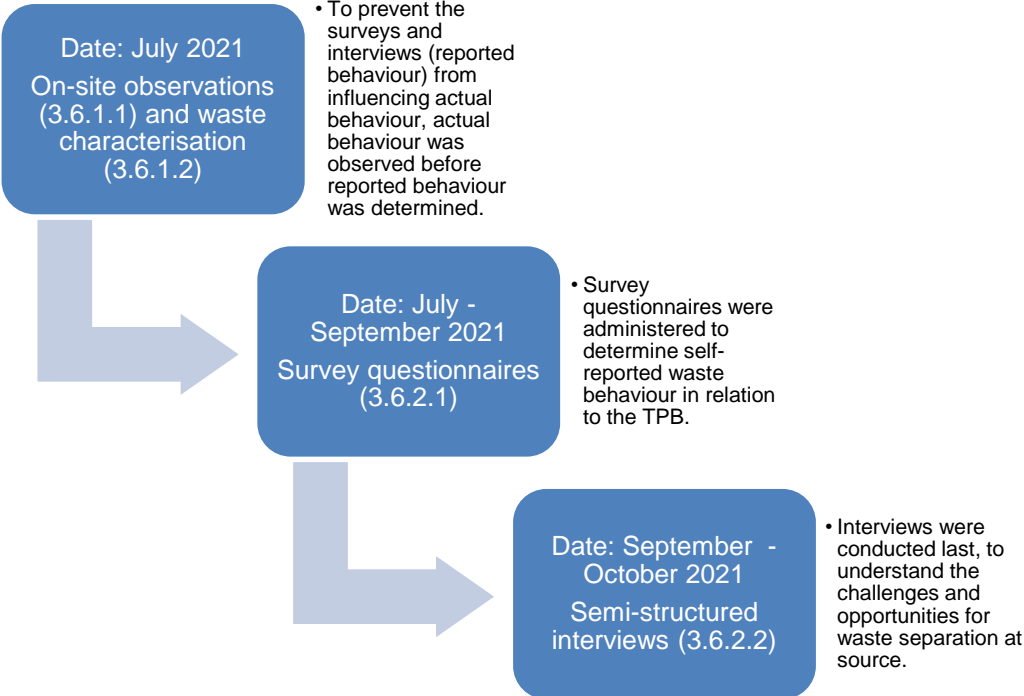 Date: July 2021
On-site observations
(3.6.1.1) and waste
characterisation
(3.6.1.2)
• To prevent the
surveys and
interviews (reported
behaviour) from
influencing actual
behaviour, actual
behaviour was
observed before
reported behaviour
was determined.
Date: July -
September 2021
Survey questionnaires
(3.6.2.1)
• Survey
questionnaires were
administered to
determine self-
reported waste
behaviour in relation
to the TPB.
Date: September -
October 2021
Semi-structured
interviews (3.6.2.2)
• Interviews were
conducted last, to
understand the
challenges and
opportunities for
waste separation at
source.